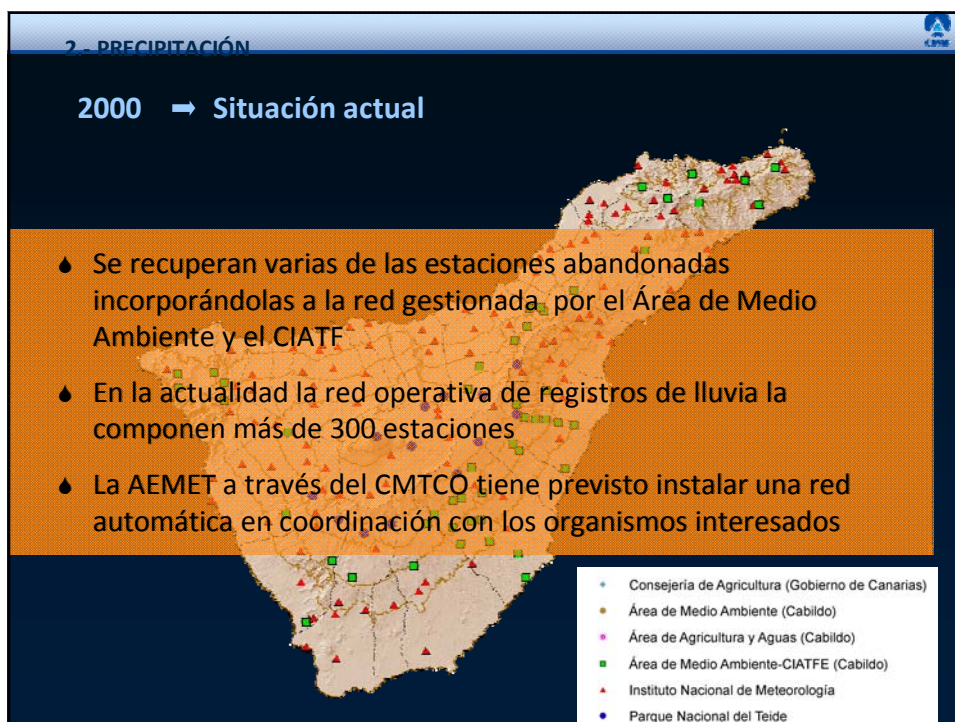 2.- PRECIPITACIÓN
2000 ➡ Situación actual
Se recuperan varias de las estaciones abandonadas
incorporándolas a la red gestionada por el Área de Medio
Ambiente y el CIATF
En la actualidad la red operativa de registros de lluvia la
componen más de 300 estaciones
La AEMET a través del CMTCO tiene previsto instalar una red
automática en coordinación con los organismos interesados
Consejería de Agricultura (Gobierno de Canarias)
Área de Medio Ambiente (Cabildo)
Área de Agricultura y Aguas (Cabildo)
Área de Medio Ambiente-CIATFE (Cabildo)
Instituto Nacional de Meteorología
Parque Nacional del Teide